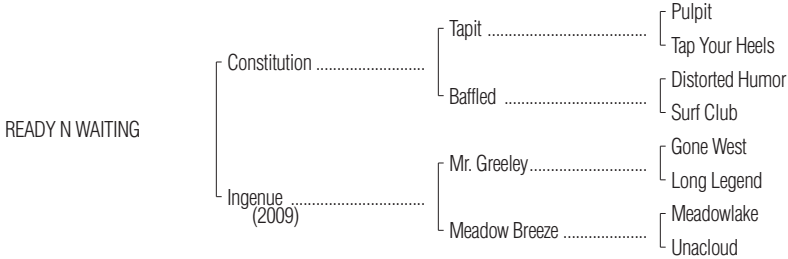 Pulpit
Tapit ....................................
Tap Your Heels
Constitution .........................
Distorted Humor
Baffled ................................
Surf Club
READY N WAITING
Gone West
Mr. Greeley...........................
Long Legend
Ingenue ...............................
(2009)
Meadowlake
Meadow Breeze ...................
Unacloud